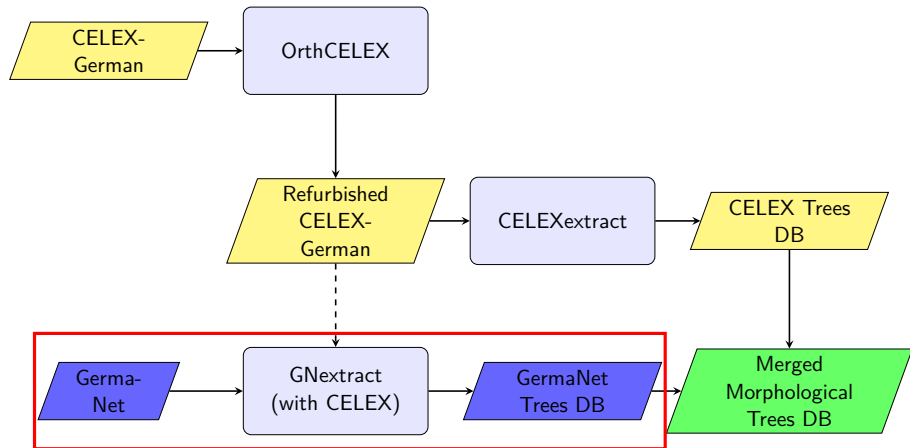 CELEX-
German
OrthCELEX
Refurbished
CELEX-
German
CELEXextract
CELEX Trees
DB
Germa-
Net
GNextract
(with CELEX)
GermaNet
Trees DB
Merged
Morphological
Trees DB